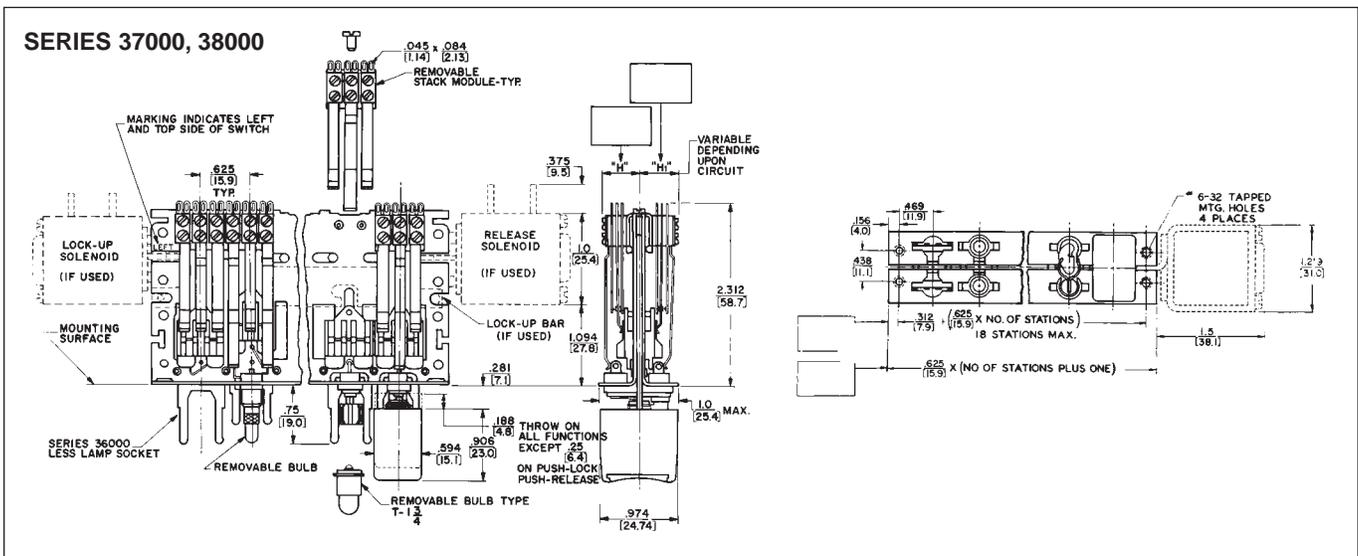 SERIES 37000, 38000
.045 x .084
[1.14] [2.13]
REMOVABLE
STACK MODULE-TYP.
MARKING INDICATES LEFT
AND TOP SIDE OF SWITCH
.625
[15.9]
TYP.
LEFT
LOCK-UP
SOLENOID
(IF USED)
RELEASE
SOLENOID
(IF USED)
.375
[9.5]
1.0
[25.4]
1.094
[27.8]
LOCK-UP BAR
(IF USED)
MOUNTING
SURFACE
.281
[7.1]
.75
[19.0]
SERIES 36000
LESS LAMP SOCKET
REMOVABLE BULB
REMOVABLE BULB TYPE
T-1 3/4
.594
[15.1]
.906
[23.0]
.188
[4.8]
THROW ON
ALL FUNCTIONS
EXCEPT .25
[6.4]
ON PUSH-LOCK
PUSH-RELEASE
"H"
"H1"
VARIABLE
DEPENDING
UPON
CIRCUIT
2.312
[58.7]
1.0
[25.4] MAX.
.974
[24.74]
.156
(4.0)
.469
[11.9]
.438
[11.1]
6-32 TAPPED
MTG. HOLES
4 PLACES
[31.0]
.312
(7.9)
+
(.625
[15.9] X NO. OF STATIONS)
18 STATIONS MAX.
1.5
[38.1]
.625
[15.9] X (NO OF STATIONS PLUS ONE)